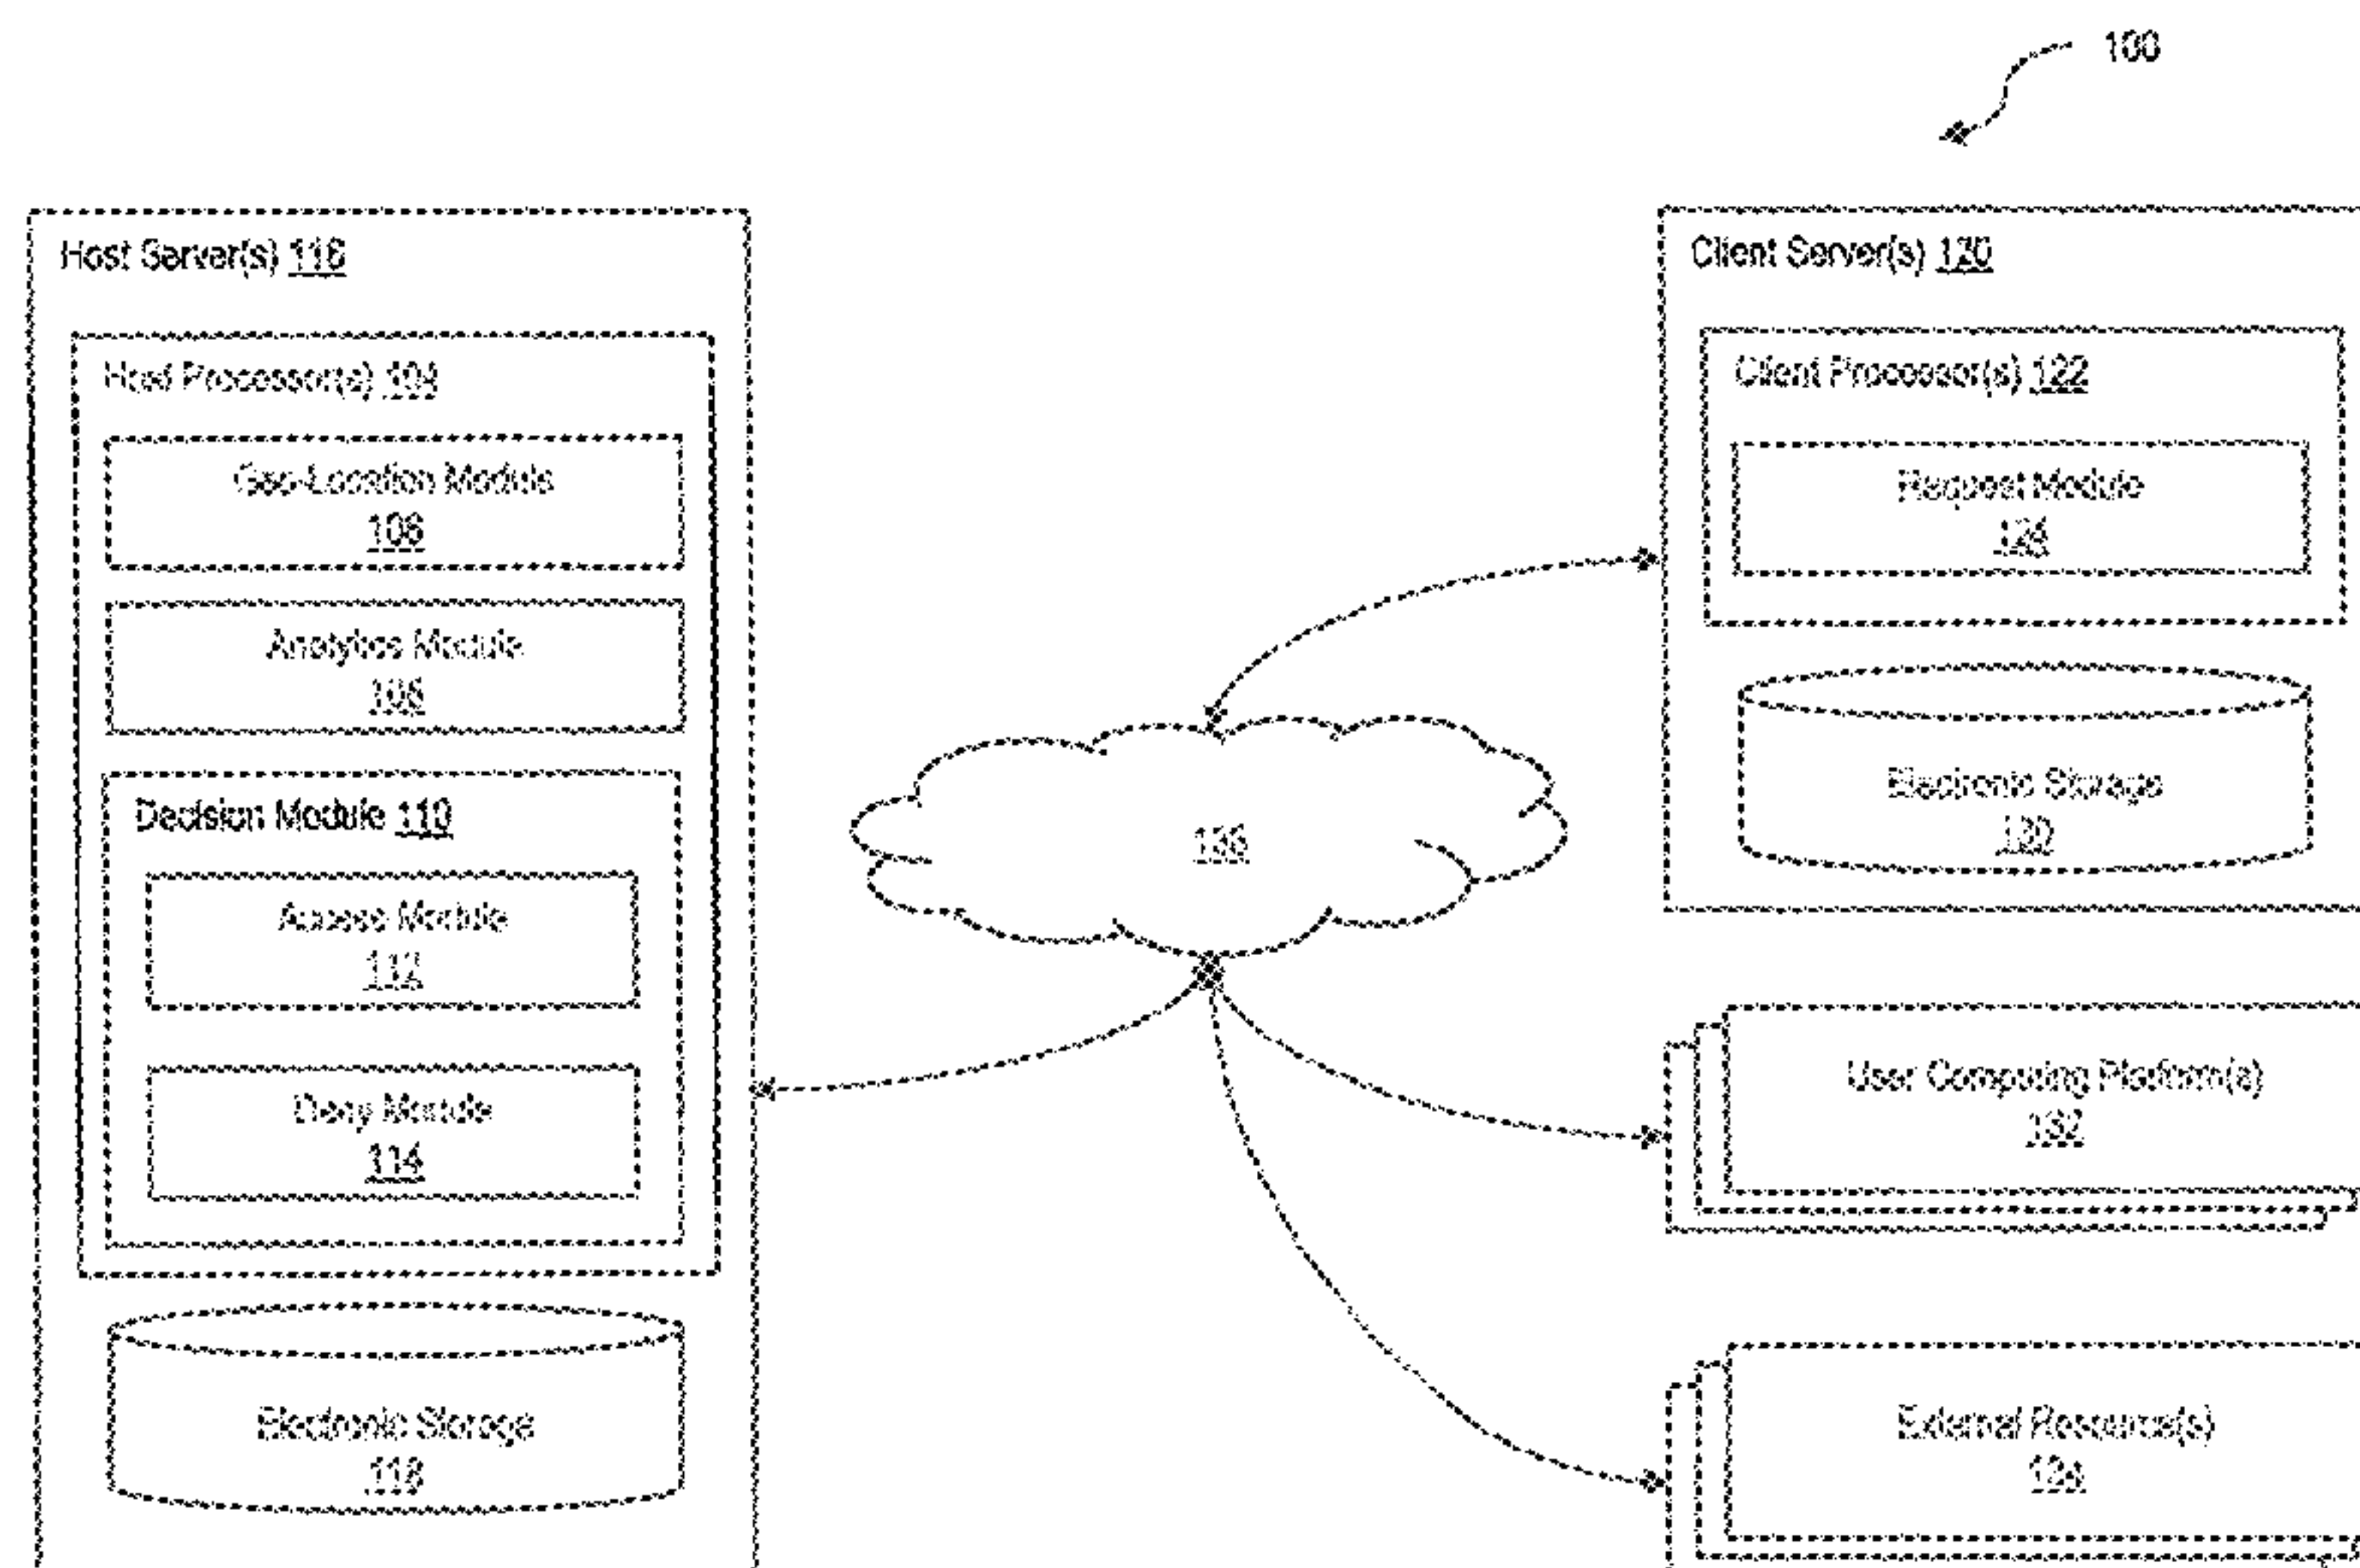 100
Host Server(s) 116
Host Processor(s) 104
Geo-Location Module
106
Analytics Module
108
Decision Module 110
Access Module
112
Deny Module
114
Electronic Storage
118
136
Client Server(s) 120
Client Processor(s) 122
Request Module
Electronic Storage
User Computing Platform(s)
132
External Resource(s)